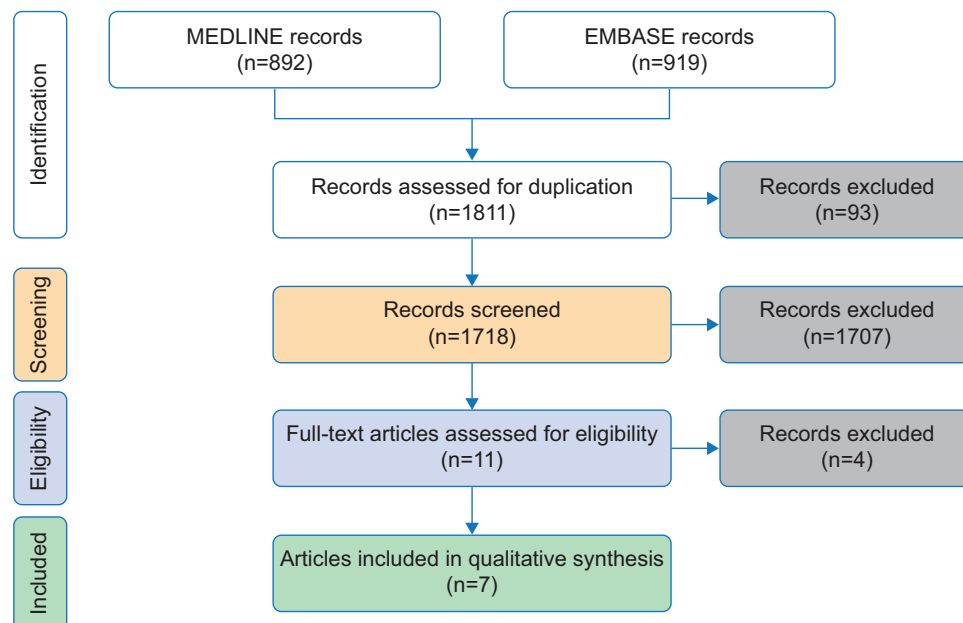 Identification
MEDLINE records
(n=892)
EMBASE records
(n=919)
Records assessed for duplication
(n=1811)
Records excluded
(n=93)
Screening
Records screened
(n=1718)
Records excluded
(n=1707)
Eligibility
Full-text articles assessed for eligibility
(n=11)
Records excluded
(n=4)
Included
Articles included in qualitative synthesis
(n=7)